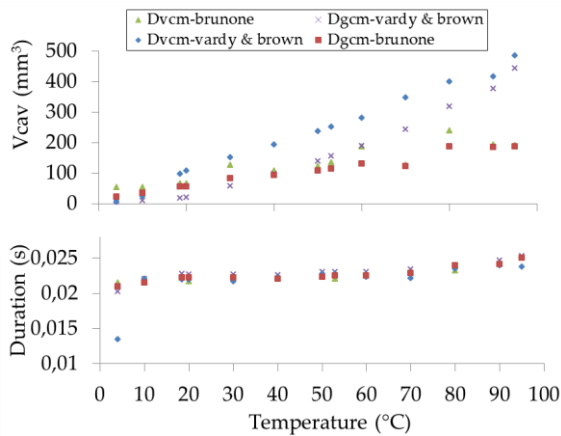 Dvcm-brunone Dvcm-vardy & brown Dgcm-vardy & brown Dgcm-brunone
Vcav (mm³)
500
400
300
200
100
0
Duration (s)
0,025
0,02
0,015
0,01
0 10 20 30 40 50 60 70 80 90 100
Temperature (°C)